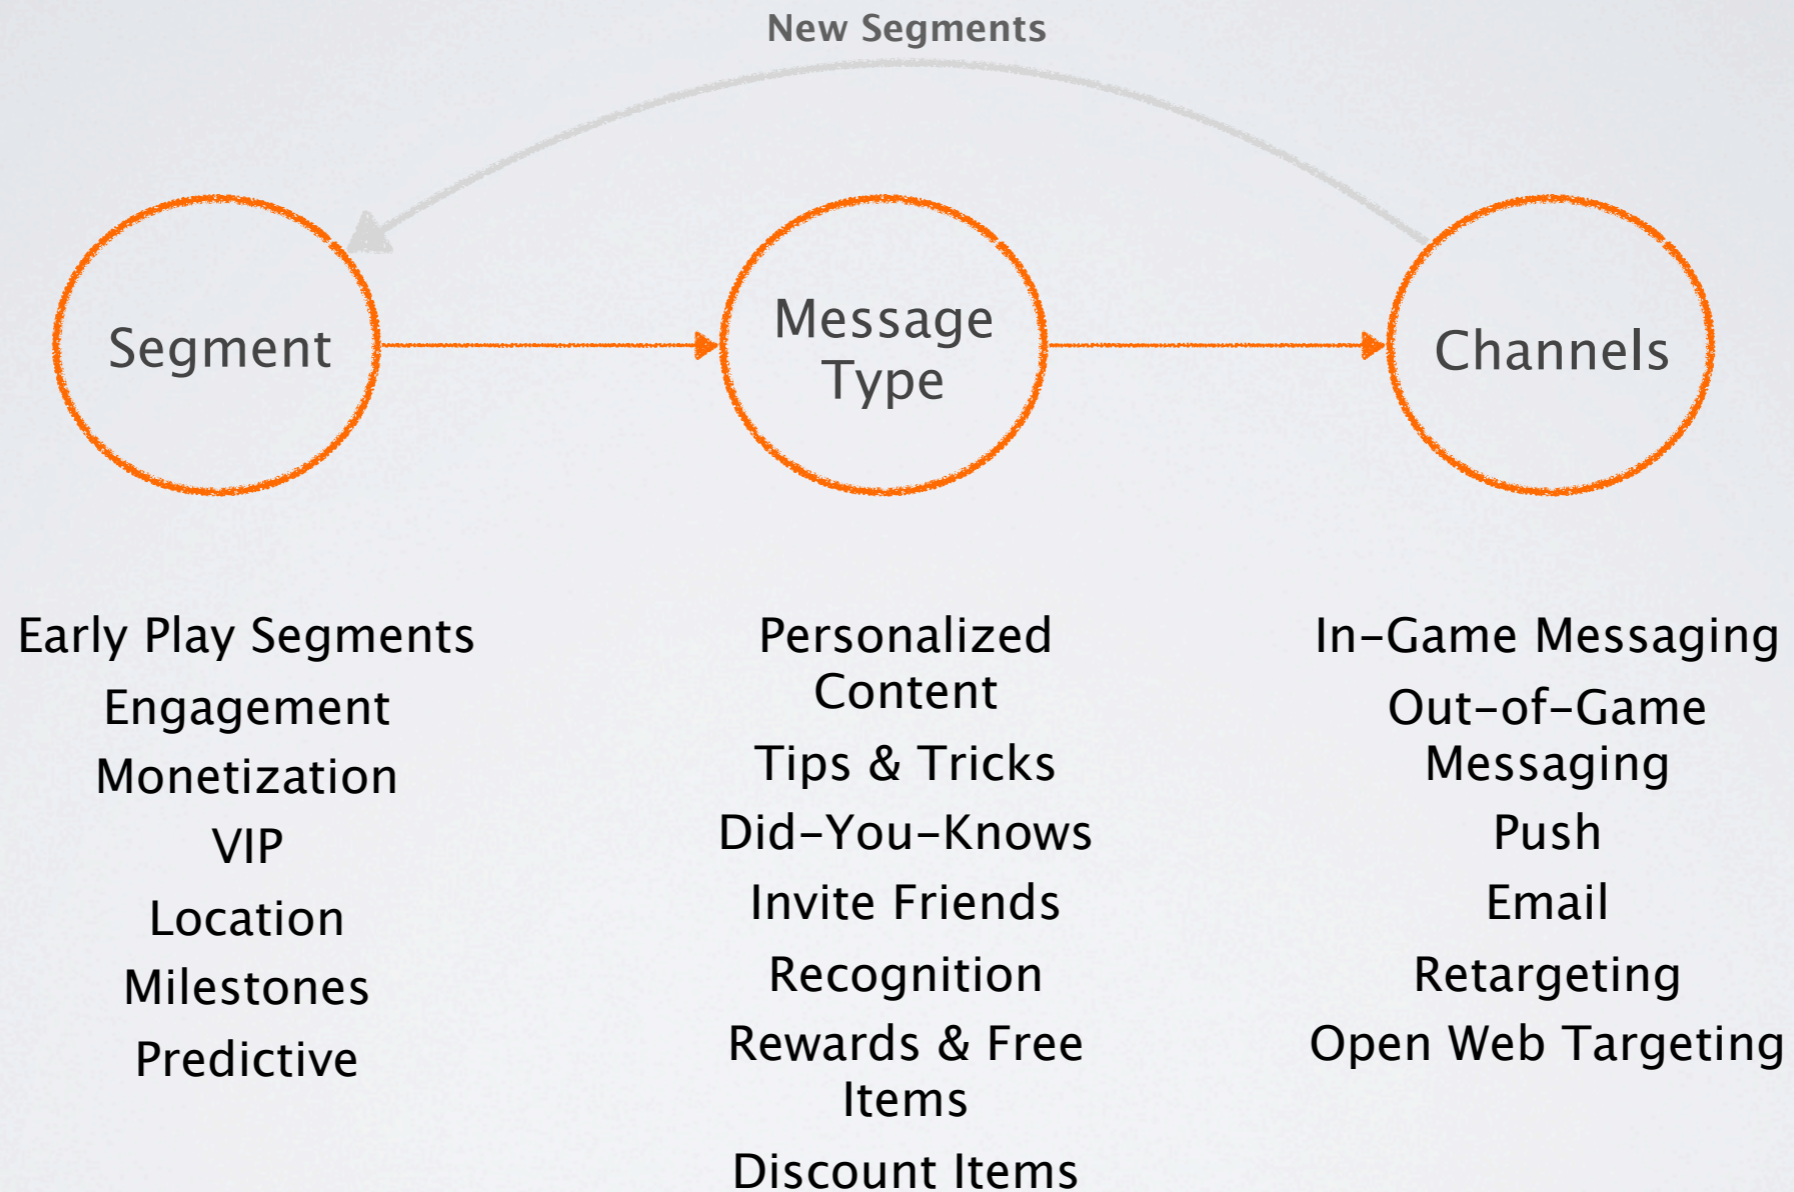 New Segments
Segment
Message
Type
Channels
Early Play Segments
Engagement
Monetization
VIP
Location
Milestones
Predictive
Personalized
Content
Tips & Tricks
Did-You-Knows
Invite Friends
Recognition
Rewards & Free
Items
Discount Items
In-Game Messaging
Out-of-Game
Messaging
Push
Email
Retargeting
Open Web Targeting